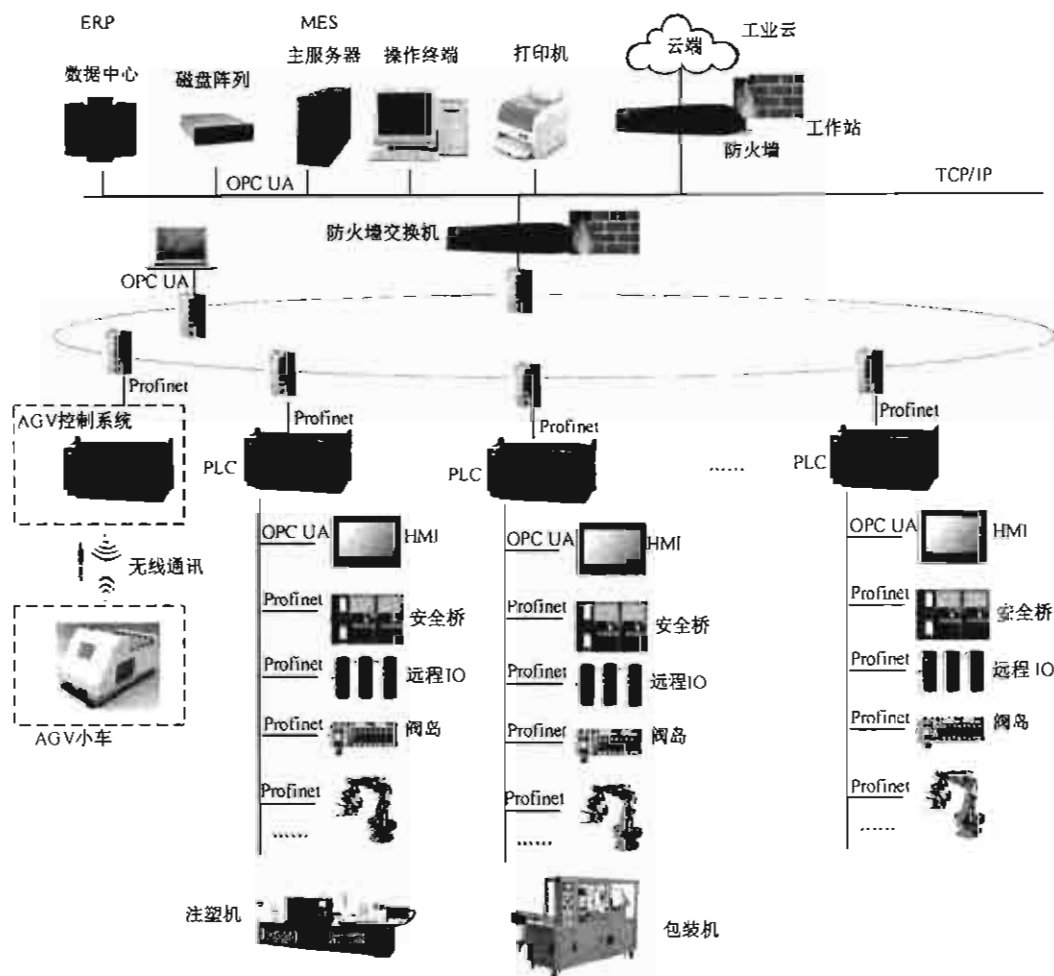 ERP
MES
工业云
数据中心
磁盘阵列
主服务器
操作终端
打印机
云端
工作站
防火墙
OPC UA
TCP/IP
防火墙交换机
OPC UA
Profinet
Profinet
Profinet
Profinet
AGV控制系统
PLC
PLC
……
PLC
无线通讯
AGV小车
OPC UA
HMI
Profinet
安全桥
Profinet
远程IO
Profinet
阀岛
Profinet
……
OPC UA
HMI
Profinet
安全桥
Profinet
远程IO
Profinet
阀岛
Profinet
……
OPC UA
HMI
Profinet
安全桥
Profinet
远程IO
Profinet
阀岛
Profinet
……
注塑机
包装机